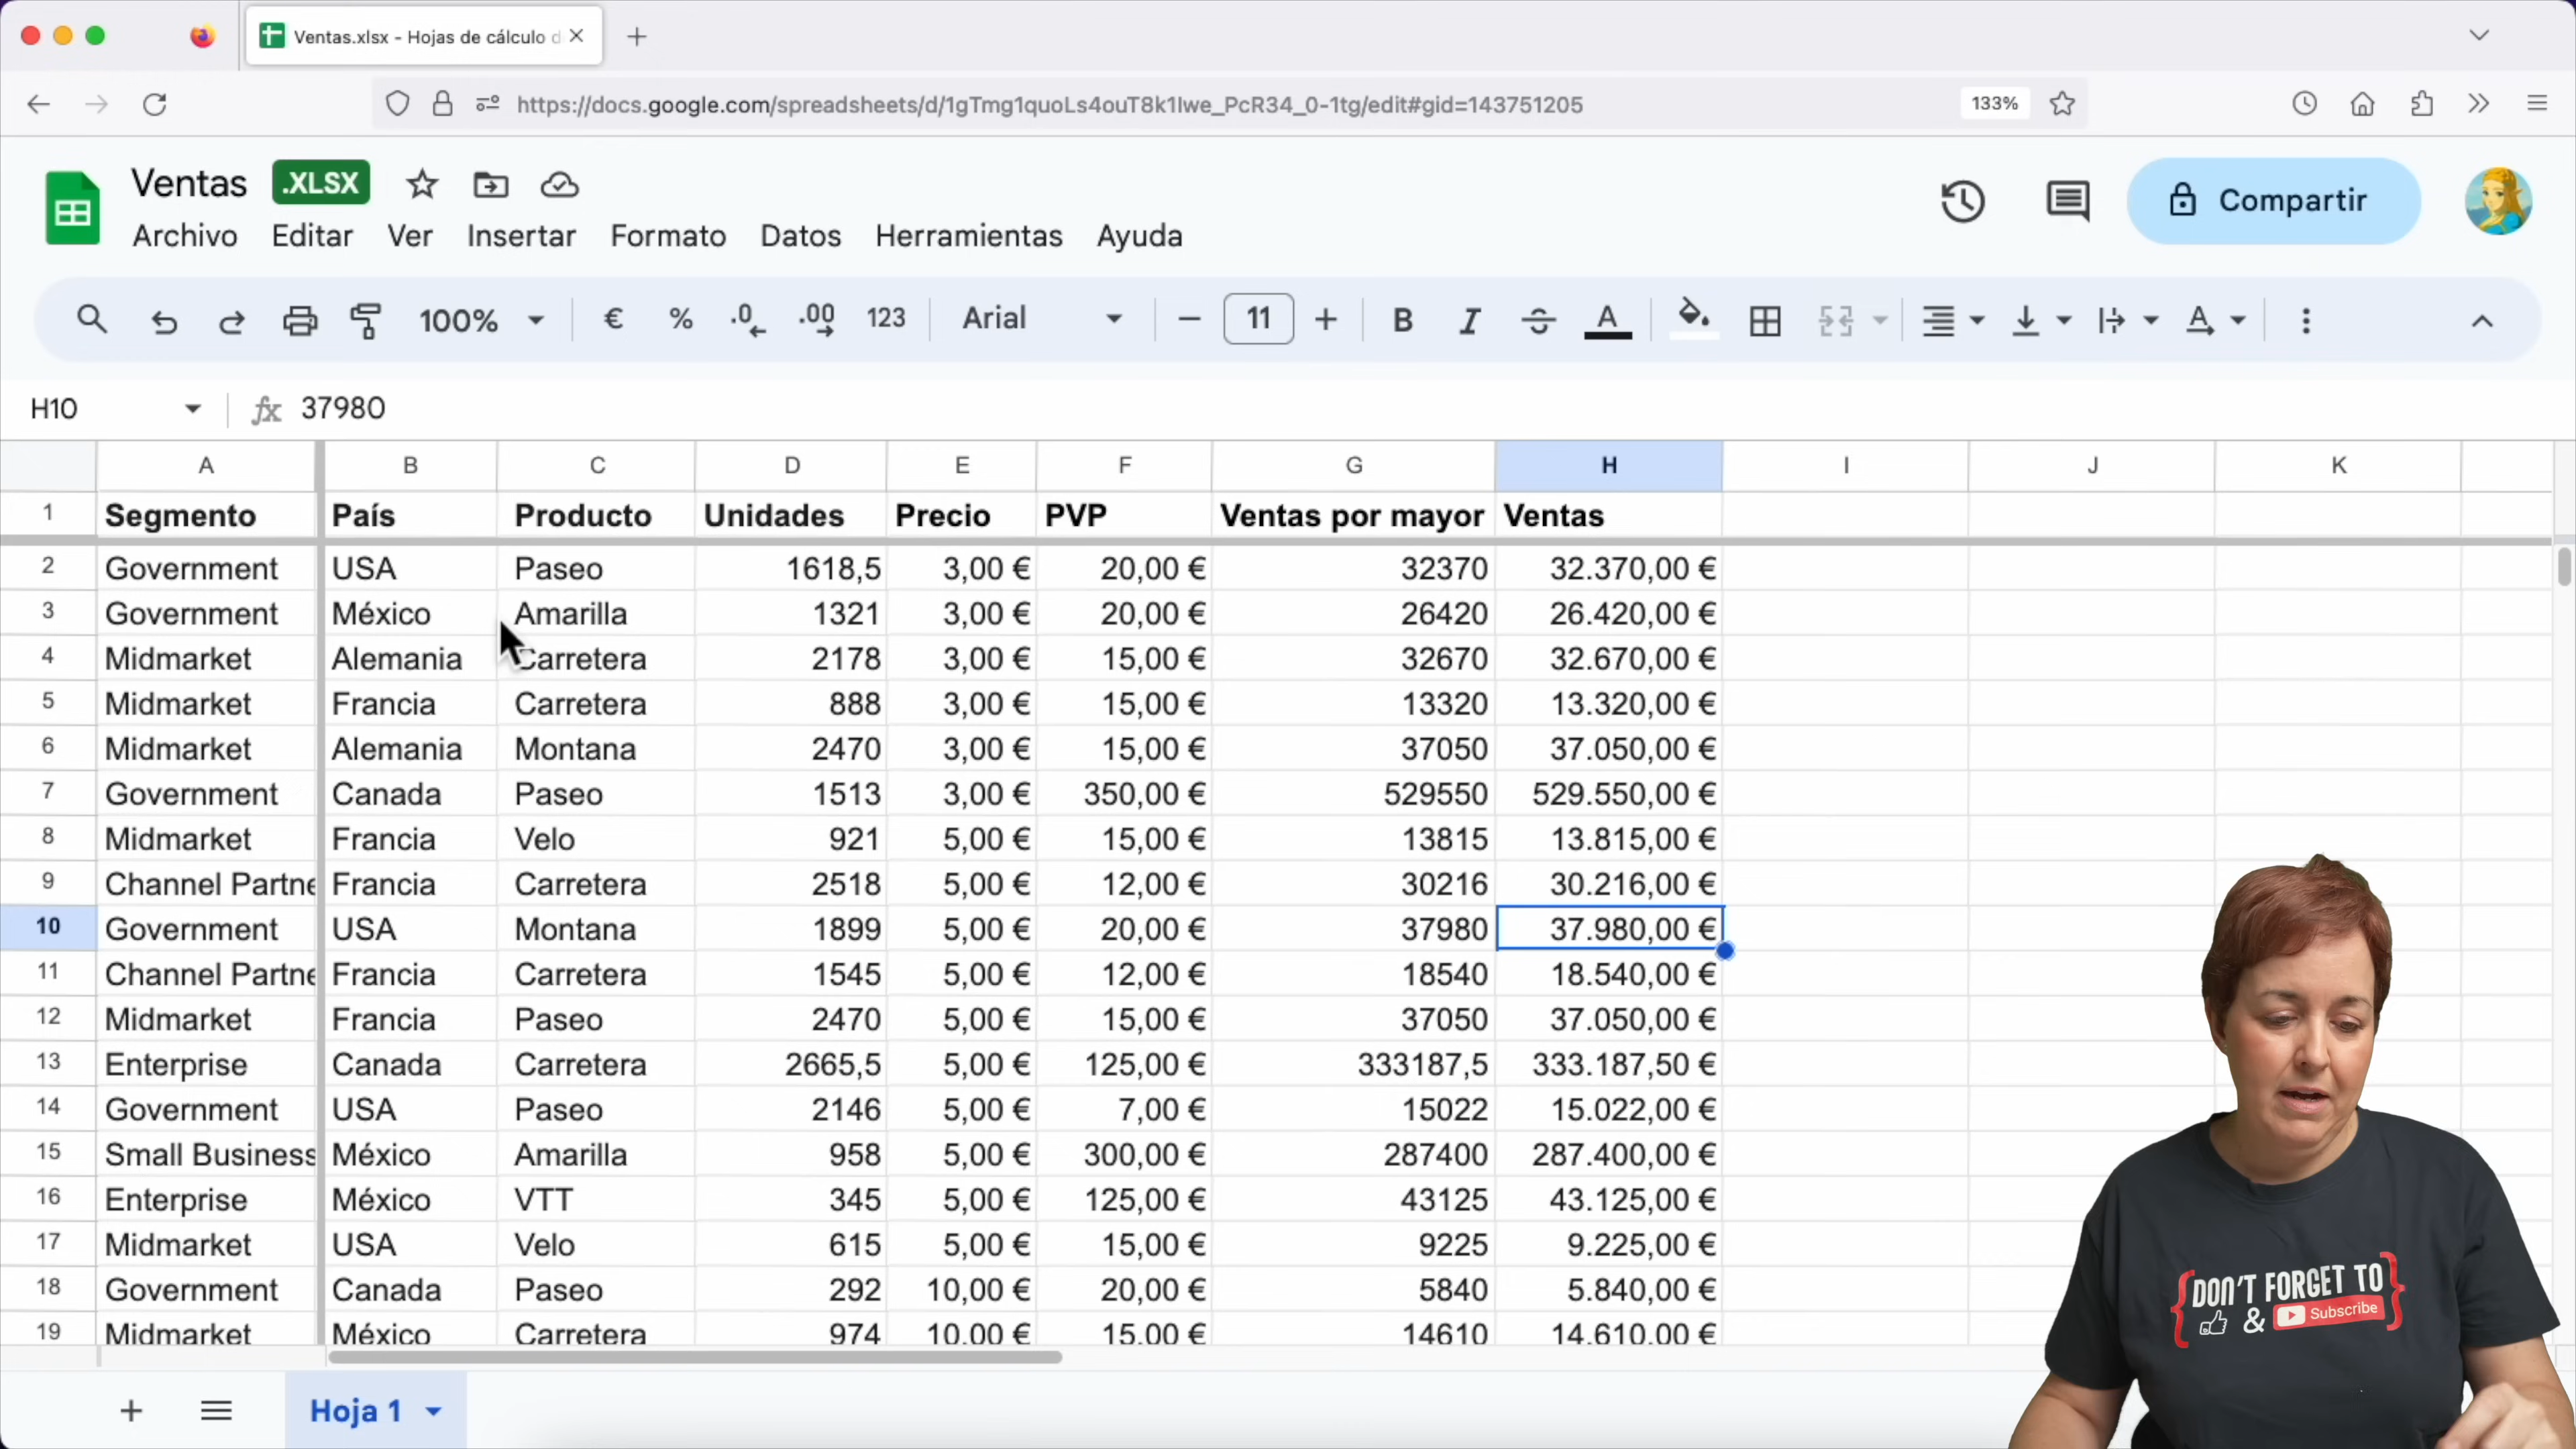 Ventas.xlsx - Hojas de cálculo d
https://docs.google.com/spreadsheets/d/1gTmg1quoLs4ouT8k1Iwe_PcR34_0-1tg/edit#gid=143751205
133%
Ventas .XLSX
Archivo Editar Ver Insertar Formato Datos Herramientas Ayuda
Compartir
100% € % .0 .00 123 Arial 11 B I A A
H10 fx 37980
A B C D E F G H I J K
1 Segmento País Producto Unidades Precio PVP Ventas por mayor Ventas
2 Government USA Paseo 1618,5 3,00 € 20,00 € 32370 32.370,00 €
3 Government México Amarilla 1321 3,00 € 20,00 € 26420 26.420,00 €
4 Midmarket Alemania Carretera 2178 3,00 € 15,00 € 32670 32.670,00 €
5 Midmarket Francia Carretera 888 3,00 € 15,00 € 13320 13.320,00 €
6 Midmarket Alemania Montana 2470 3,00 € 15,00 € 37050 37.050,00 €
7 Government Canada Paseo 1513 3,00 € 350,00 € 529550 529.550,00 €
8 Midmarket Francia Velo 921 5,00 € 15,00 € 13815 13.815,00 €
9 Channel Partne Francia Carretera 2518 5,00 € 12,00 € 30216 30.216,00 €
10 Government USA Montana 1899 5,00 € 20,00 € 37980 37.980,00 €
11 Channel Partne Francia Carretera 1545 5,00 € 12,00 € 18540 18.540,00 €
12 Midmarket Francia Paseo 2470 5,00 € 15,00 € 37050 37.050,00 €
13 Enterprise Canada Carretera 2665,5 5,00 € 125,00 € 333187,5 333.187,50 €
14 Government USA Paseo 2146 5,00 € 7,00 € 15022 15.022,00 €
15 Small Business México Amarilla 958 5,00 € 300,00 € 287400 287.400,00 €
16 Enterprise México VTT 345 5,00 € 125,00 € 43125 43.125,00 €
17 Midmarket USA Velo 615 5,00 € 15,00 € 9225 9.225,00 €
18 Government Canada Paseo 292 10,00 € 20,00 € 5840 5.840,00 €
19 Midmarket México Carretera 974 10,00 € 15,00 € 14610 14.610,00 €
Hoja 1
{DON'T FORGET TO
& Subscribe}